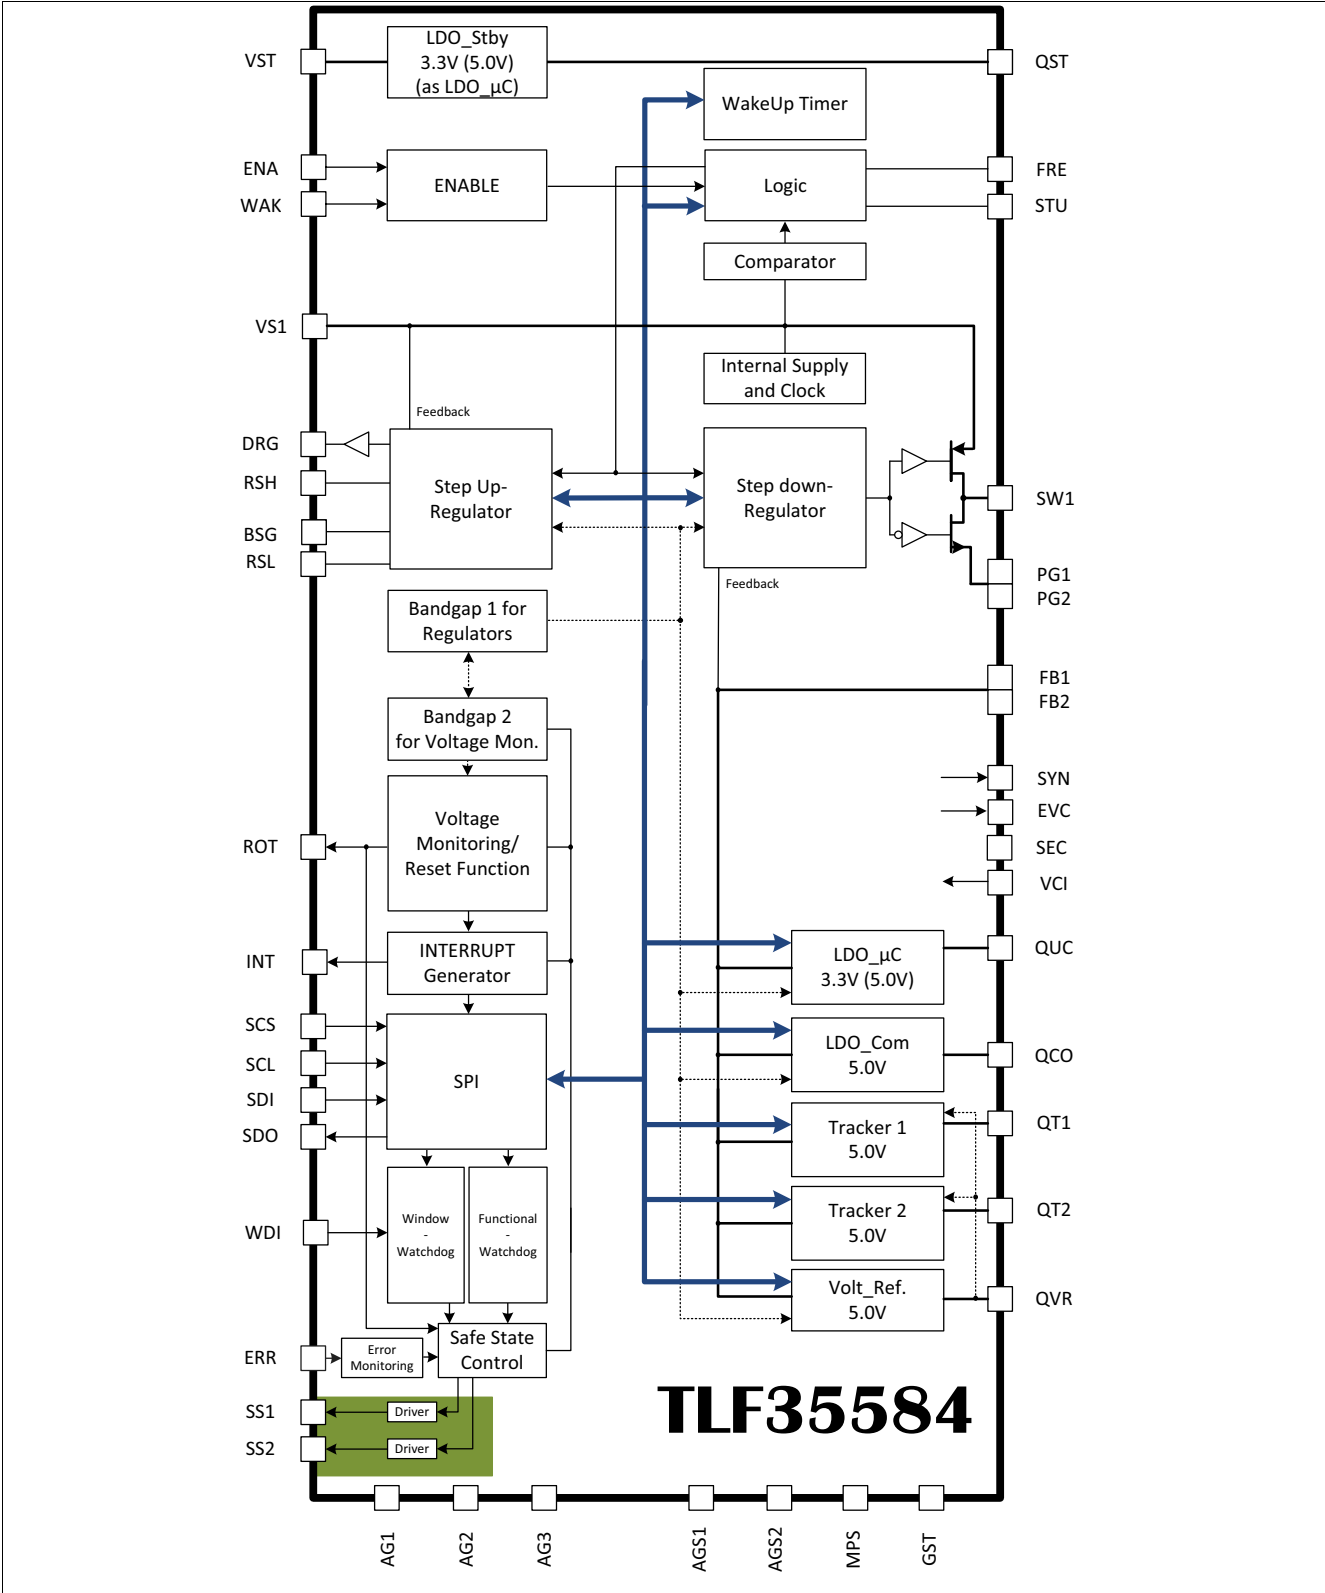 VST
LDO_Stby
3.3V (5.0V)
(as LDO_µC)
QST
WakeUp Timer
ENA
WAK
ENABLE
Logic
FRE
STU
Comparator
VS1
Internal Supply
and Clock
Feedback
DRG
RSH
BSG
RSL
Step Up-
Regulator
Step down-
Regulator
SW1
PG1
PG2
Feedback
Bandgap 1 for
Regulators
FB1
FB2
Bandgap 2
for Voltage Mon.
SYN
EVC
SEC
VCI
ROT
Voltage
Monitoring/
Reset Function
INT
INTERRUPT
Generator
LDO_µC
3.3V (5.0V)
QUC
SCS
SCL
SDI
SDO
SPI
LDO_Com
5.0V
QCO
Tracker 1
5.0V
QT1
WDI
Window
-
Watchdog
Functional
-
Watchdog
Tracker 2
5.0V
QT2
Volt_Ref.
5.0V
QVR
ERR
Error
Monitoring
Safe State
Control
SS1
Driver
SS2
Driver
TLF35584
AG1
AG2
AG3
AGS1
AGS2
MPS
GST